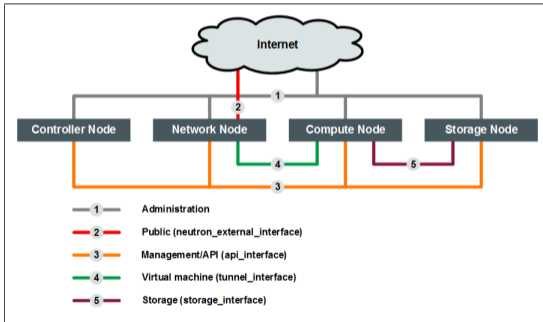 Internet
1
2
Controller Node
Network Node
Compute Node
Storage Node
4
5
3
1 Administration
2 Public (neutron_external_interface)
3 Management/API (api_interface)
4 Virtual machine (tunnel_interface)
5 Storage (storage_interface)